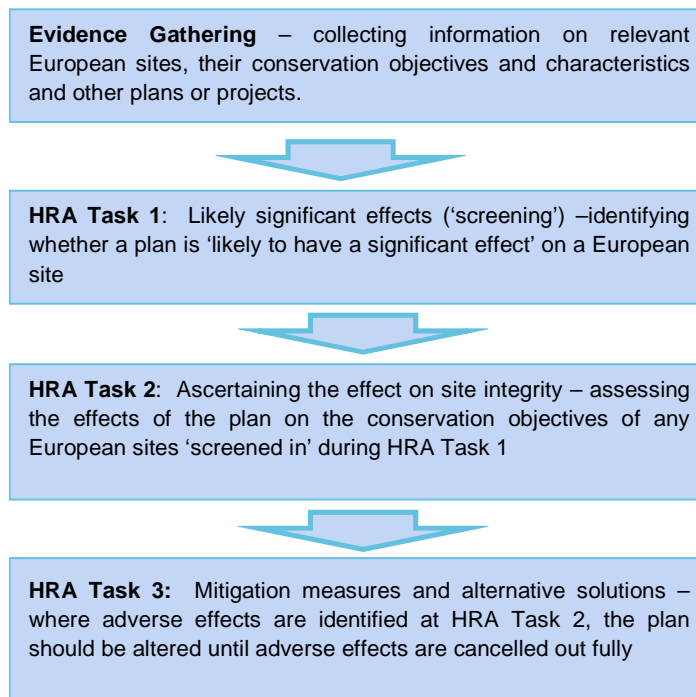 Evidence Gathering – collecting information on relevant
European sites, their conservation objectives and characteristics
and other plans or projects.
HRA Task 1:  Likely significant effects (‘screening’) –identifying
whether a plan is ‘likely to have a significant effect’ on a European
site
HRA Task 2:  Ascertaining the effect on site integrity – assessing
the effects of the plan on the conservation objectives of any
European sites ‘screened in’ during HRA Task 1
HRA Task 3:  Mitigation measures and alternative solutions –
where adverse effects are identified at HRA Task 2, the plan
should be altered until adverse effects are cancelled out fully